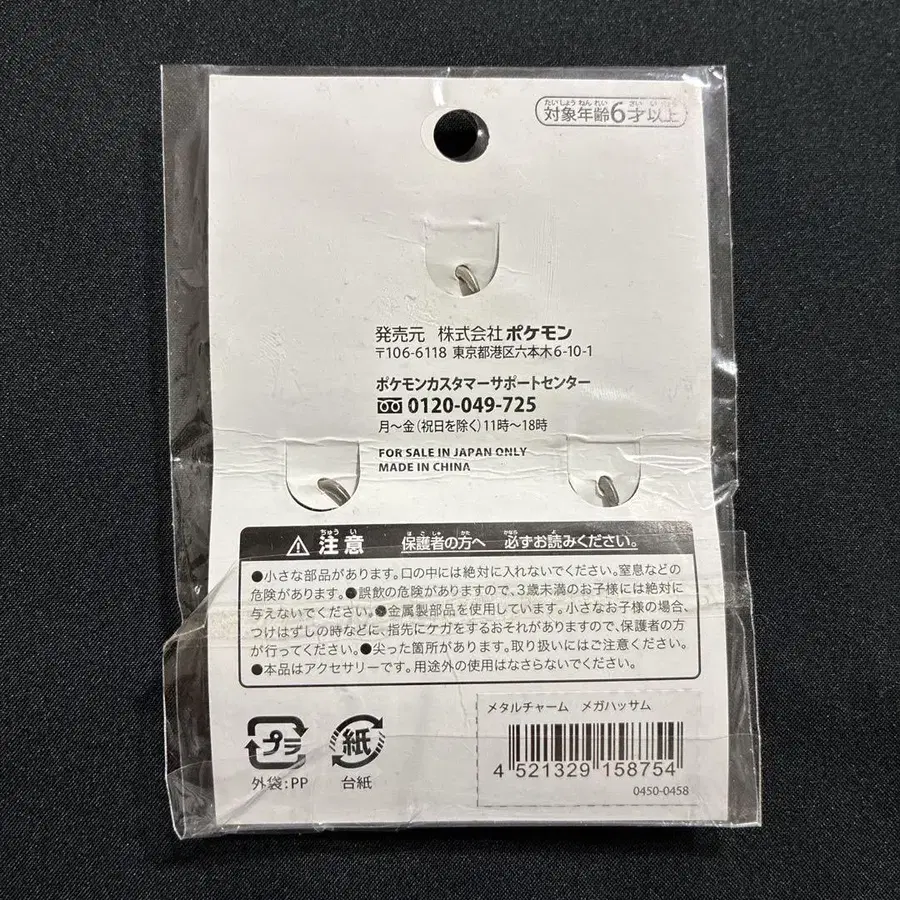 対象年齢6才以上
発売元 株式会社ポケモン
〒106-6118 東京都港区六本木6-10-1
ポケモンカスタマーサポートセンター
0120-049-725
月〜金（祝日を除く）11時〜18時
FOR SALE IN JAPAN ONLY
MADE IN CHINA
注意 保護者の方へ 必ずお読みください。
●小さな部品があります。口の中には絶対に入れないでください。窒息などの
危険があります。●誤飲の危険がありますので、3歳未満のお子様には絶対に
与えないでください。●金属製部品を使用しています。小さなお子様の場合、
つけはずしの時などに、指先にケガをするおそれがありますので、保護者の方
が行ってください。●尖った箇所があります。取り扱いにはご注意ください。
●本品はアクセサリーです。用途外の使用はなさらないでください。
プラ
外袋:PP
紙
台紙
メタルチャーム メガハッサム
4 521329 158754
0450-0458